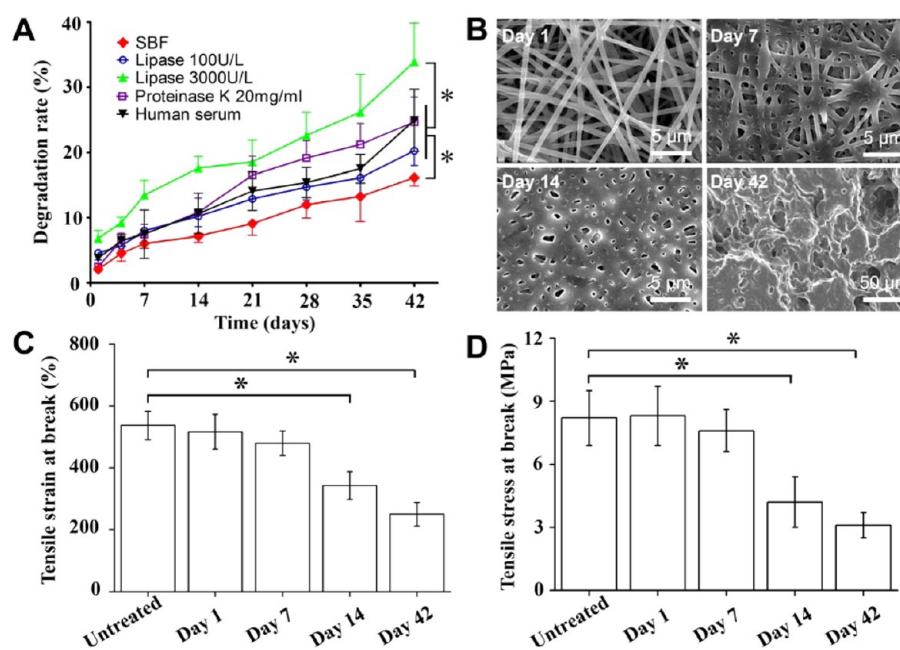 A
Degradation rate (%)
40
30
20
10
0
SBF
Lipase 100U/L
Lipase 3000U/L
Proteinase K 20mg/ml
Human serum
*
*
0 7 14 21 28 35 42
Time (days)
B
Day 1
5 μm
Day 7
5 μm
Day 14
5 μm
Day 42
50 μm
C
Tensile strain at break (%)
800
600
400
200
0
*
*
Untreated Day 1 Day 7 Day 14 Day 42
D
Tensile stress at break (MPa)
12
9
6
3
0
*
*
Untreated Day 1 Day 7 Day 14 Day 42